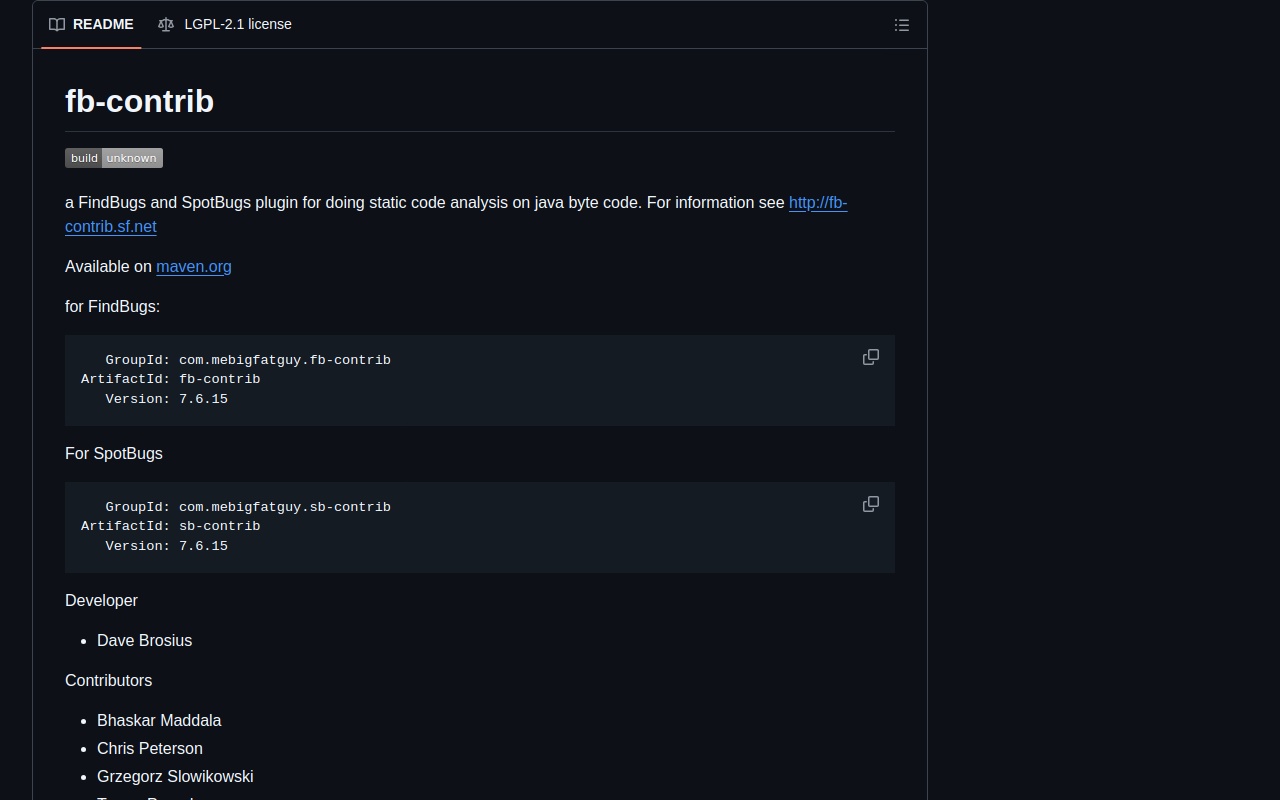 README LGPL-2.1 license
fb-contrib
build unknown
a FindBugs and SpotBugs plugin for doing static code analysis on java byte code. For information see http://fb-
contrib.sf.net
Available on maven.org
for FindBugs:
GroupId: com.mebigfatguy.fb-contrib
ArtifactId: fb-contrib
Version: 7.6.15
For SpotBugs
GroupId: com.mebigfatguy.sb-contrib
ArtifactId: sb-contrib
Version: 7.6.15
Developer
• Dave Brosius
Contributors
• Bhaskar Maddala
• Chris Peterson
• Grzegorz Slowikowski